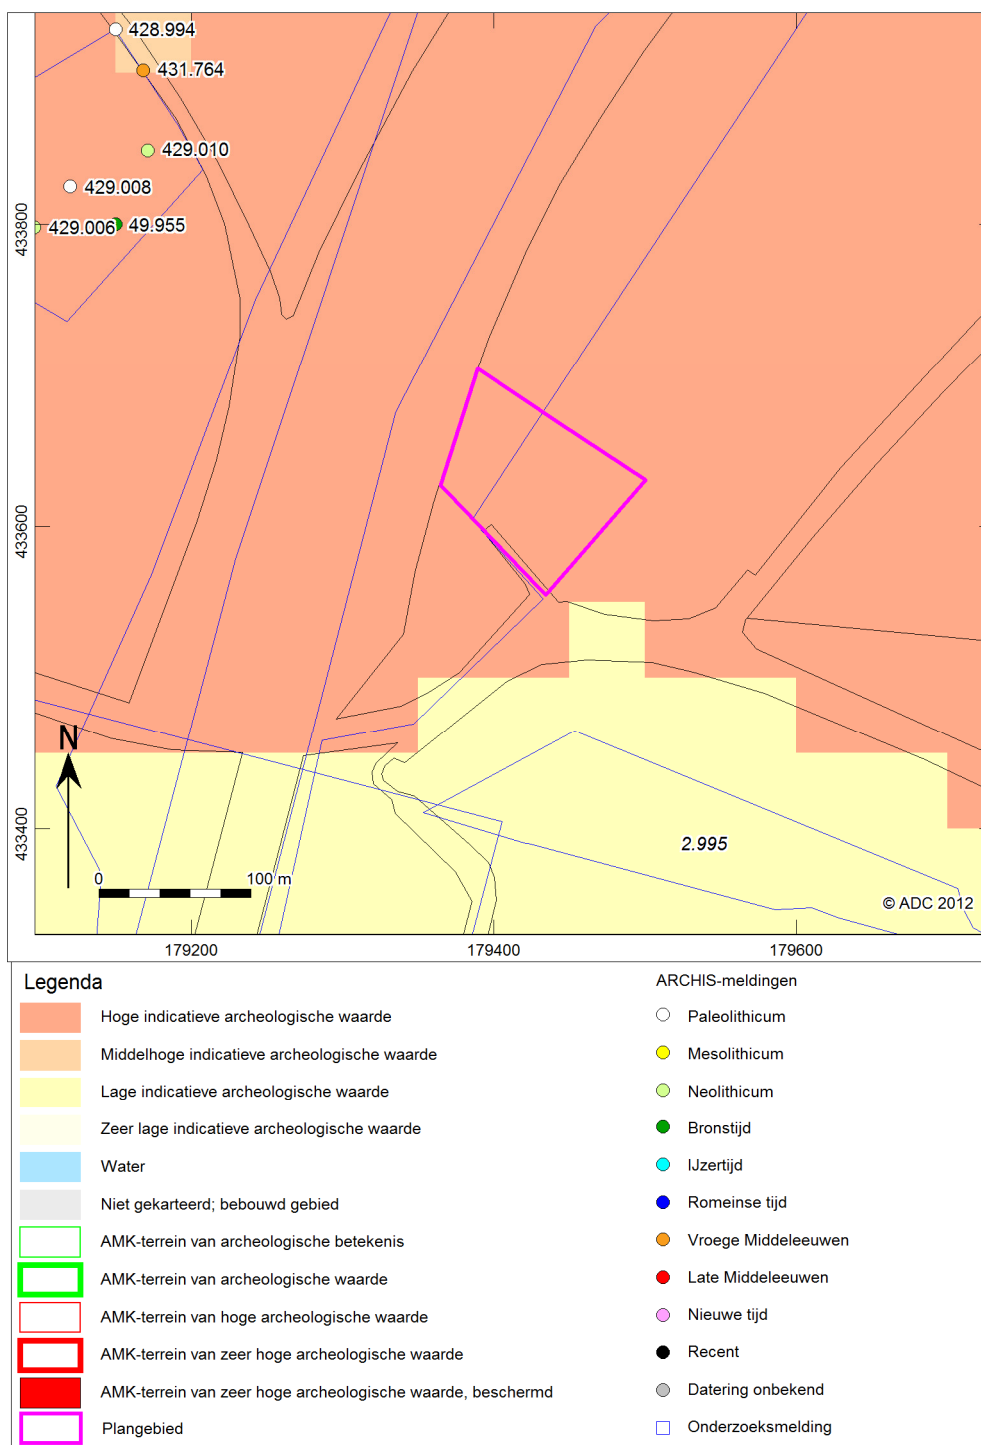 428.994
431.764
429.010
429.008
429.006
49.955
433800
433600
433400
N
0 100 m
2.995
© ADC 2012
179200 179400 179600
Legenda
Hoge indicatieve archeologische waarde
Middelhoge indicatieve archeologische waarde
Lage indicatieve archeologische waarde
Zeer lage indicatieve archeologische waarde
Water
Niet gekarteerd; bebouwd gebied
AMK-terrein van archeologische betekenis
AMK-terrein van archeologische waarde
AMK-terrein van hoge archeologische waarde
AMK-terrein van zeer hoge archeologische waarde
AMK-terrein van zeer hoge archeologische waarde, beschermd
Plangebied
ARCHIS-meldingen
Paleolithicum
Mesolithicum
Neolithicum
Bronstijd
IJzertijd
Romeinse tijd
Vroege Middeleeuwen
Late Middeleeuwen
Nieuwe tijd
Recent
Datering onbekend
Onderzoeksmelding